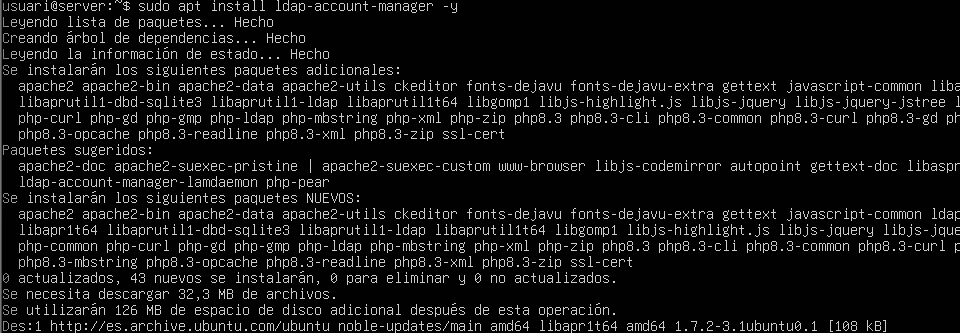 usuari@server:~$ sudo apt install ldap-account-manager -y
Leyendo lista de paquetes... Hecho
Creando árbol de dependencias... Hecho
Leyendo la información de estado... Hecho
Se instalarán los siguientes paquetes adicionales:
apache2 apache2-bin apache2-data apache2-utils ckeditor fonts-dejavu fonts-dejavu-extra gettext javascript-common liba
libaprutil1-dbd-sqlite3 libaprutil1-ldap libaprutil1t64 libgomp1 libjs-highlight.js libjs-jquery libjs-jquery-jstree l
php-curl php-gd php-gmp php-ldap php-mbstring php-xml php-zip php8.3 php8.3-cli php8.3-common php8.3-curl php8.3-gd ph
php8.3-opcache php8.3-readline php8.3-xml php8.3-zip ssl-cert
Paquetes sugeridos:
apache2-doc apache2-suexec-pristine | apache2-suexec-custom www-browser libjs-codemirror autopoint gettext-doc libaspr
ldap-account-manager-lamdaemon php-pear
Se instalarán los siguientes paquetes NUEVOS:
apache2 apache2-bin apache2-data apache2-utils ckeditor fonts-dejavu fonts-dejavu-extra gettext javascript-common ldap
libapr1t64 libaprutil1-dbd-sqlite3 libaprutil1-ldap libaprutil1t64 libgomp1 libjs-highlight.js libjs-jquery libjs-jque
php-common php-curl php-gd php-gmp php-ldap php-mbstring php-xml php-zip php8.3 php8.3-cli php8.3-common php8.3-curl p
php8.3-mbstring php8.3-opcache php8.3-readline php8.3-xml php8.3-zip ssl-cert
0 actualizados, 43 nuevos se instalarán, 0 para eliminar y 0 no actualizados.
Se necesita descargar 32,3 MB de archivos.
Se utilizarán 126 MB de espacio de disco adicional después de esta operación.
Des:1 http://es.archive.ubuntu.com/ubuntu noble-updates/main amd64 libapr1t64 amd64 1.7.2-3.1ubuntu0.1 [108 kB]